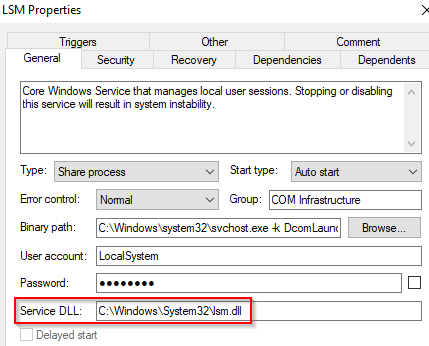 LSM Properties
Triggers Other Comment
General Security Recovery Dependencies Dependents
Core Windows Service that manages local user sessions. Stopping or disabling
this service will result in system instability.
Type: Share process Start type: Auto start
Error control: Normal Group: COM Infrastructure
Binary path: C:\Windows\system32\svchost.exe -k DcomLaunc Browse...
User account: LocalSystem
Password: ●●●●●●●●
Service DLL: C:\Windows\System32\lsm.dll
Delayed start